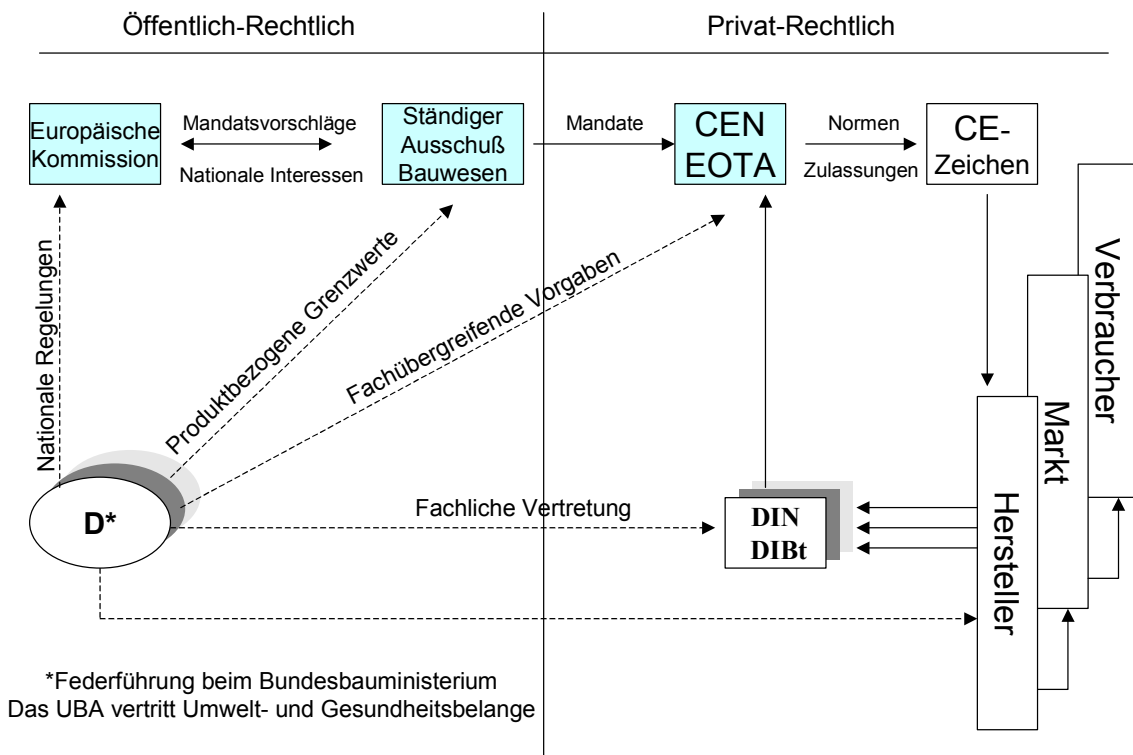 Öffentlich-Rechtlich
Privat-Rechtlich
Europäische
Kommission
Mandatsvorschläge
Nationale Interessen
Ständiger
Ausschuß
Bauwesen
Mandate
CEN
EOTA
Normen
Zulassungen
CE-
Zeichen
Nationale Regelungen
Produktbezogene Grenzwerte
Fachübergreifende Vorgaben
Verbraucher
Markt
Hersteller
D*
Fachliche Vertretung
DIN
DIBt
*Federführung beim Bundesbauministerium
Das UBA vertritt Umwelt- und Gesundheitsbelange